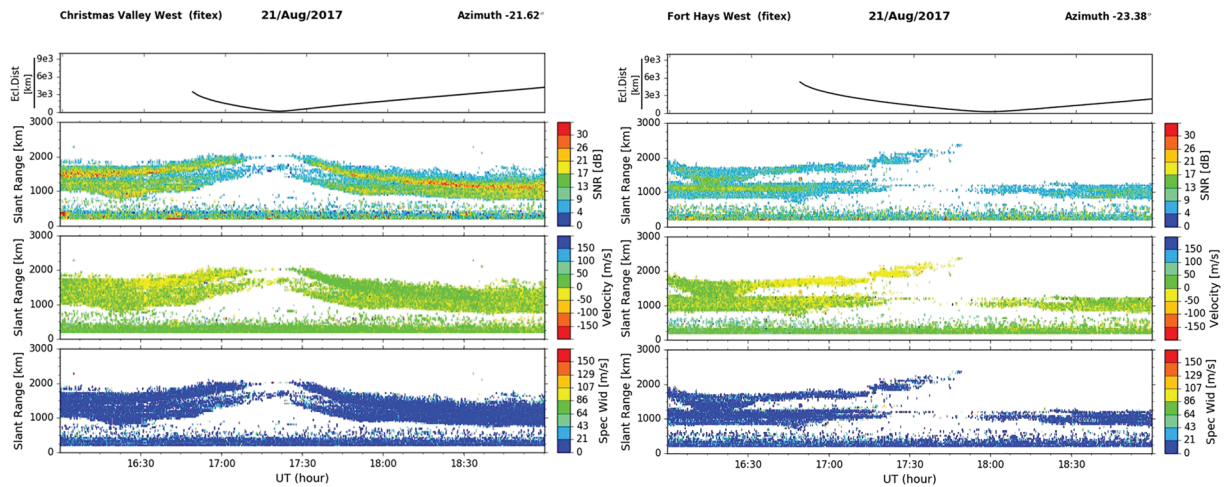 Christmas Valley West (fitex) 21/Aug/2017 Azimuth -21.62°
Ecl.Dist
[km]
9e3
6e3
3e3
0
Slant Range [km]
3000
2000
1000
0
SNR [dB]
30
26
21
17
13
9
4
0
Slant Range [km]
3000
2000
1000
0
Velocity [m/s]
150
100
50
0
-50
-100
-150
Slant Range [km]
3000
2000
1000
0
Spec Wid [m/s]
150
129
107
86
64
43
21
0
16:30 17:00 17:30 18:00 18:30
UT (hour)
Fort Hays West (fitex) 21/Aug/2017 Azimuth -23.38°
Ecl.Dist
[km]
9e3
6e3
3e3
0
Slant Range [km]
3000
2000
1000
0
SNR [dB]
30
26
21
17
13
9
4
0
Slant Range [km]
3000
2000
1000
0
Velocity [m/s]
150
100
50
0
-50
-100
-150
Slant Range [km]
3000
2000
1000
0
Spec Wid [m/s]
150
129
107
86
64
43
21
0
16:30 17:00 17:30 18:00 18:30
UT (hour)